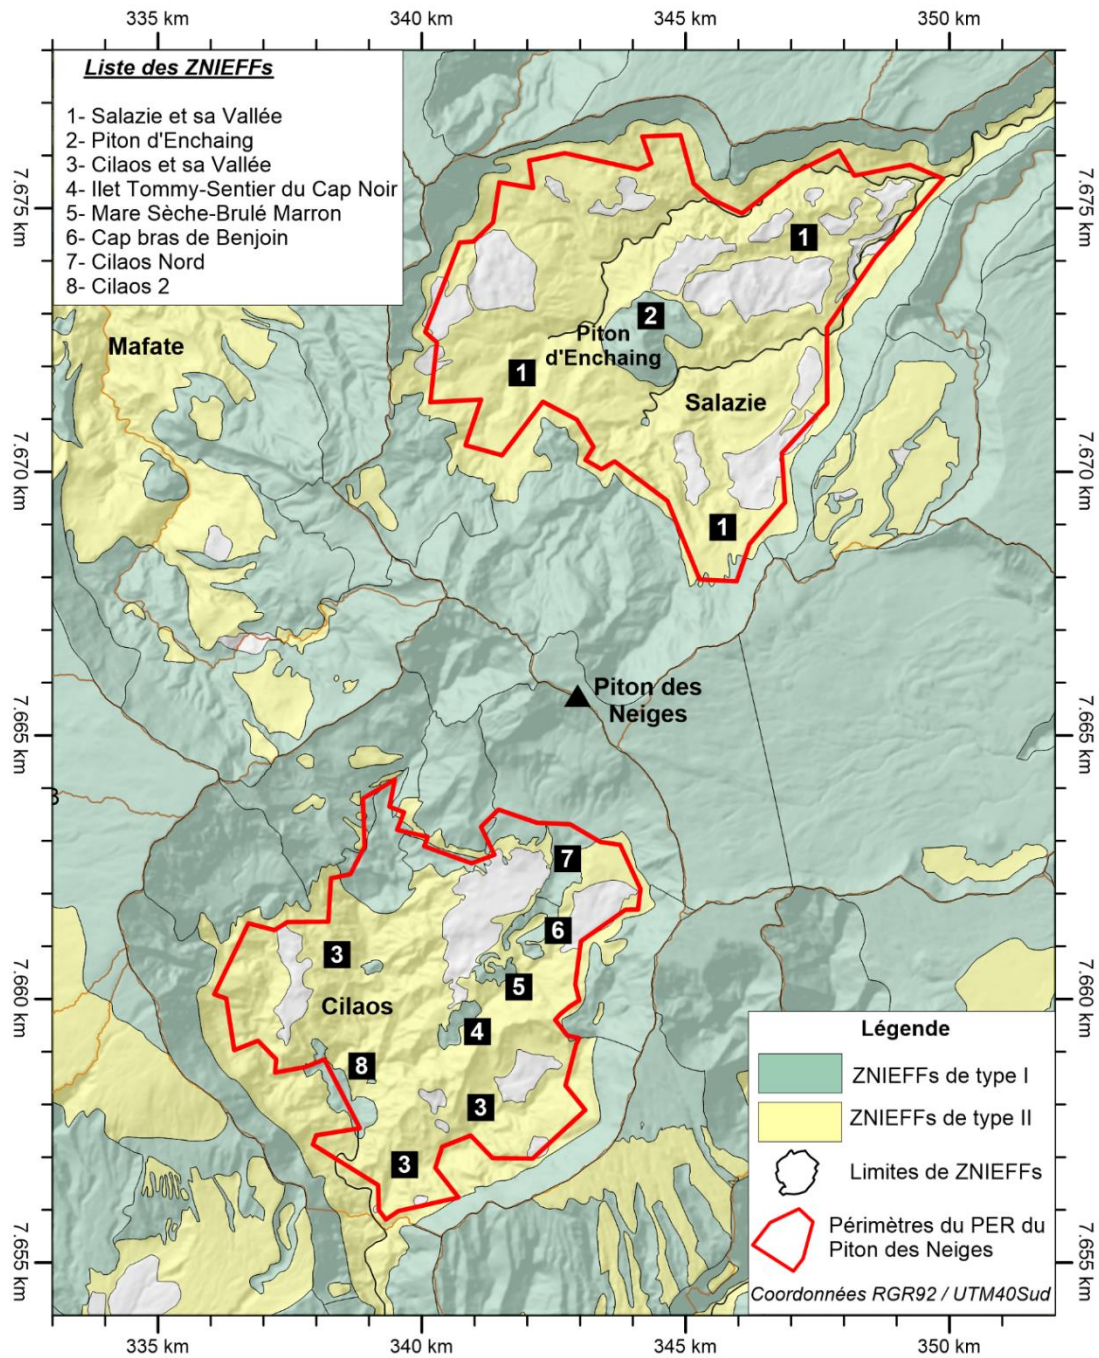 335 km
340 km
345 km
350 km
Liste des ZNIEFFs
1- Salazie et sa Vallée
2- Piton d'Enchaing
3- Cilaos et sa Vallée
4- Ilet Tommy-Sentier du Cap Noir
5- Mare Sèche-Brulé Marron
6- Cap bras de Benjoin
7- Cilaos Nord
8- Cilaos 2
7.675 km
7.675 km
1
2
Mafate
Piton
d'Enchaing
1
Salazie
7.670 km
7.670 km
1
Piton des
Neiges
7.665 km
7.665 km
7
6
3
5
7.660 km
Cilaos
7.660 km
4
8
3
3
Légende
ZNIEFFs de type I
ZNIEFFs de type II
Limites de ZNIEFFs
Périmètres du PER du
Piton des Neiges
Coordonnées RGR92 / UTM40Sud
7.655 km
7.655 km
335 km
340 km
345 km
350 km